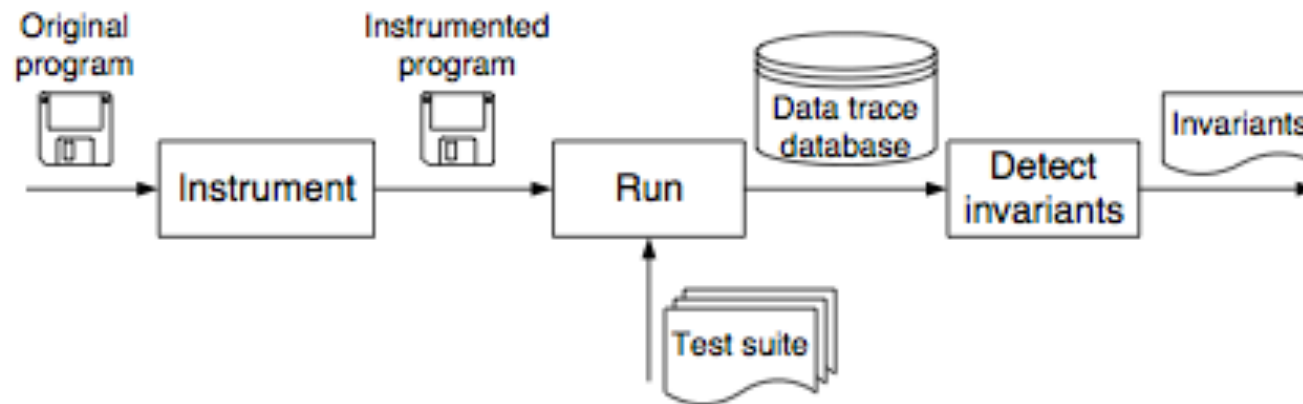 Original
program
Instrumented
program
Data trace
database
Invariants
Instrument
Run
Detect
invariants
Test suite